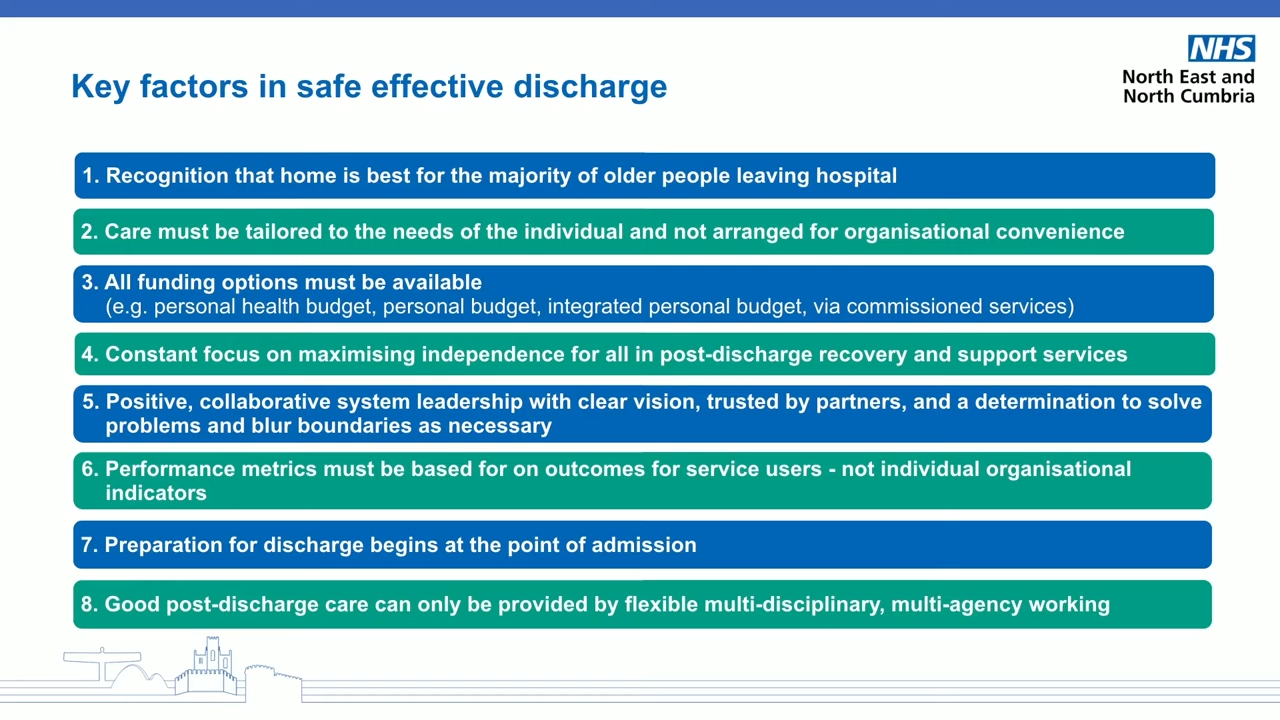 NHS
North East and
North Cumbria
Key factors in safe effective discharge
1. Recognition that home is best for the majority of older people leaving hospital
2. Care must be tailored to the needs of the individual and not arranged for organisational convenience
3. All funding options must be available
(e.g. personal health budget, personal budget, integrated personal budget, via commissioned services)
4. Constant focus on maximising independence for all in post-discharge recovery and support services
5. Positive, collaborative system leadership with clear vision, trusted by partners, and a determination to solve
problems and blur boundaries as necessary
6. Performance metrics must be based for on outcomes for service users - not individual organisational
indicators
7. Preparation for discharge begins at the point of admission
8. Good post-discharge care can only be provided by flexible multi-disciplinary, multi-agency working